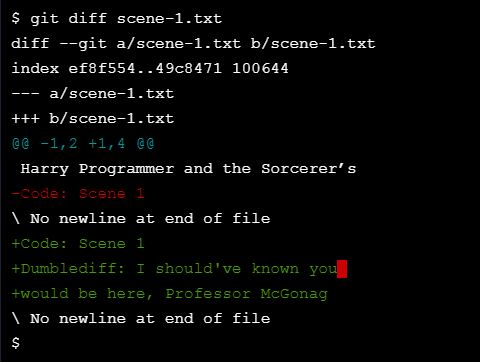 $ git diff scene-1.txt
diff --git a/scene-1.txt b/scene-1.txt
index ef8f554..49c8471 100644
--- a/scene-1.txt
+++ b/scene-1.txt
@@ -1,2 +1,4 @@
 Harry Programmer and the Sorcerer’s
-Code: Scene 1
\ No newline at end of file
+Code: Scene 1
+Dumblediff: I should've known you
+would be here, Professor McGonag
\ No newline at end of file
$